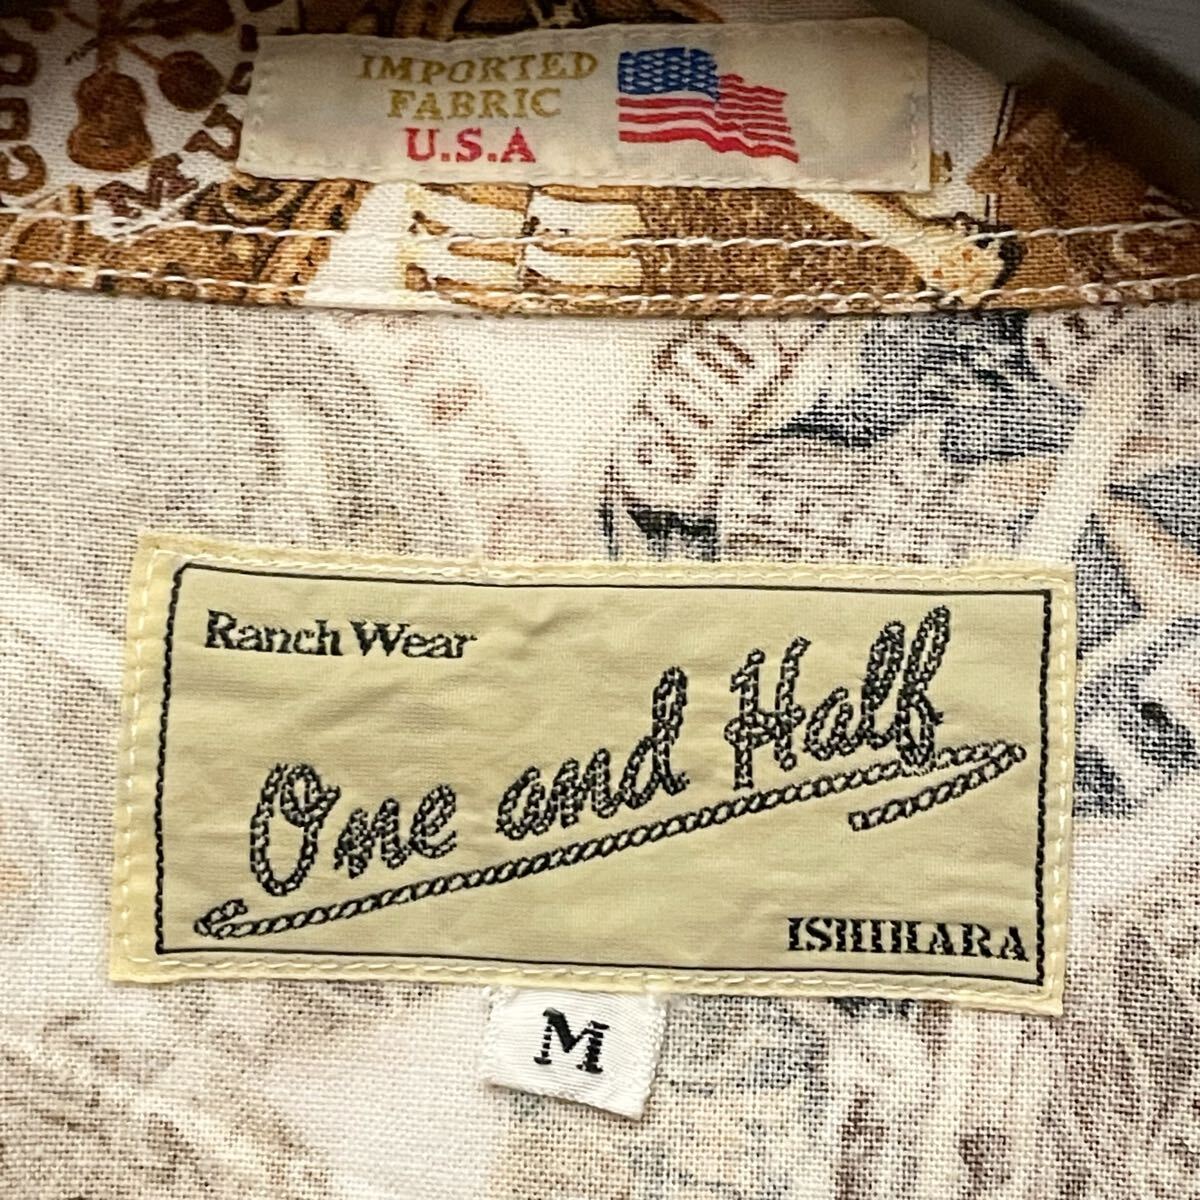 IMPORTED
FABRIC
U.S.A
Ranch Wear
One and Half
ISHIHARA
M